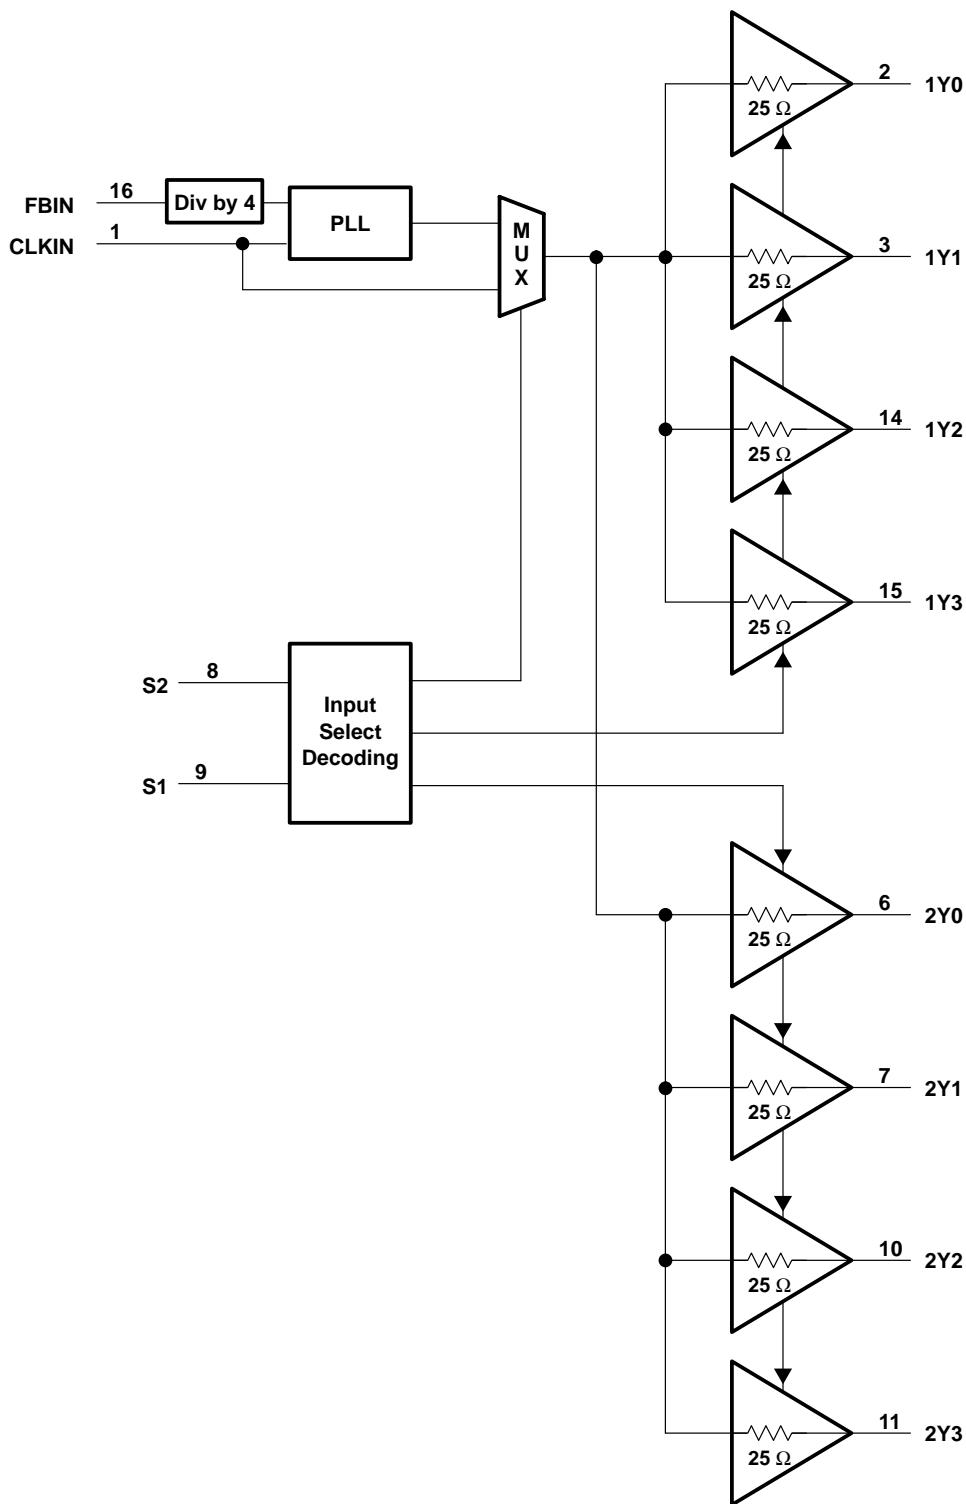 2
1Y0
25 Ω
16
FBIN
Div by 4
PLL
1
CLKIN
M
U
X
3
1Y1
25 Ω
14
1Y2
25 Ω
15
1Y3
25 Ω
8
S2
Input
Select
Decoding
9
S1
6
2Y0
25 Ω
7
2Y1
25 Ω
10
2Y2
25 Ω
11
2Y3
25 Ω